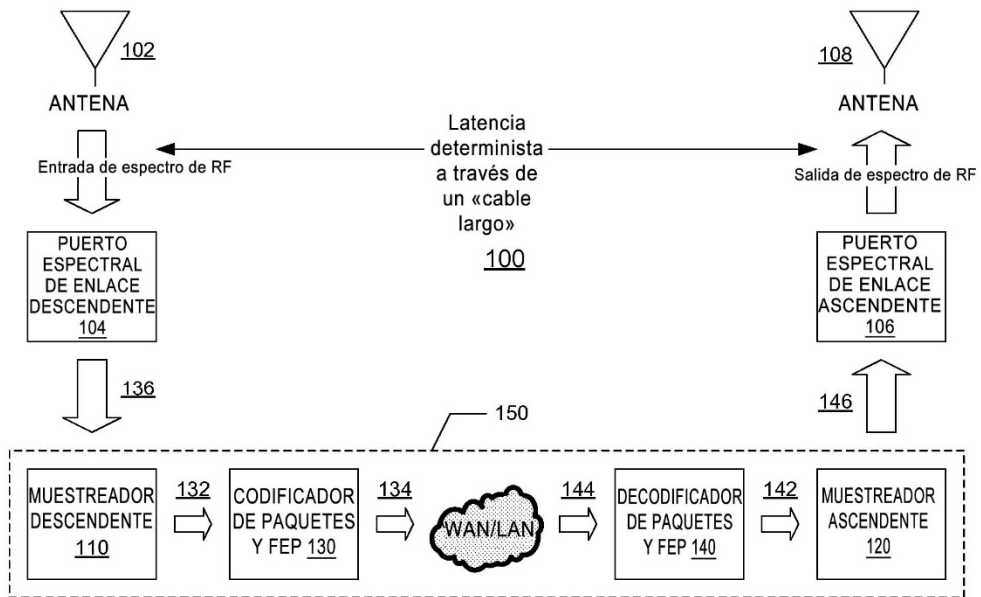 102
ANTENA
Entrada de espectro de RF
PUERTO
ESPECTRAL
DE ENLACE
DESCENDENTE
104
136
Latencia
determinista
a través de
un «cable
largo»
100
108
ANTENA
Salida de espectro de RF
PUERTO
ESPECTRAL
DE ENLACE
ASCENDENTE
106
146
150
MUESTREADOR
DESCENDENTE
110
132
CODIFICADOR
DE PAQUETES
Y FEP 130
134
WAN/LAN
144
DECODIFICADOR
DE PAQUETES
Y FEP 140
142
MUESTREADOR
ASCENDENTE
120